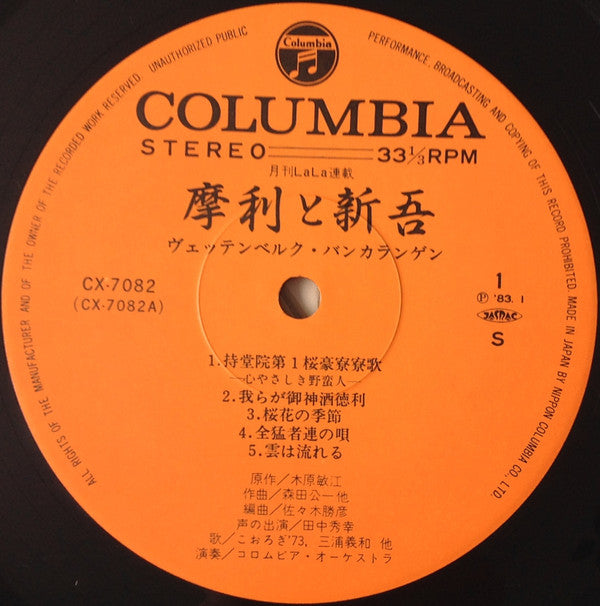 Columbia
COLUMBIA
STEREO 33 1/3 RPM
月刊LaLa連載
摩利と新吾
ヴェッテンベルク・バンカランゲン
CX-7082
(CX-7082A)
1
Ⓟ '83. 1
JASRAC
S
1.持堂院第1桜豪寮寮歌
—心やさしき野蛮人—
2.我らが御神酒徳利
3.桜花の季節
4.全猛者連の唄
5.雲は流れる
原作/木原敏江
作曲/森田公一他
編曲/佐々木勝彦
声の出演/田中秀幸
歌/こおろぎ'73, 三浦義和 他
演奏/コロムビア・オーケストラ
ALL RIGHTS OF THE MANUFACTURER AND OF THE OWNER OF THE RECORDED WORK RESERVED. UNAUTHORIZED PUBLIC PERFORMANCE, BROADCASTING AND COPYING OF THIS RECORD PROHIBITED. MADE IN JAPAN BY NIPPON COLUMBIA CO., LTD.